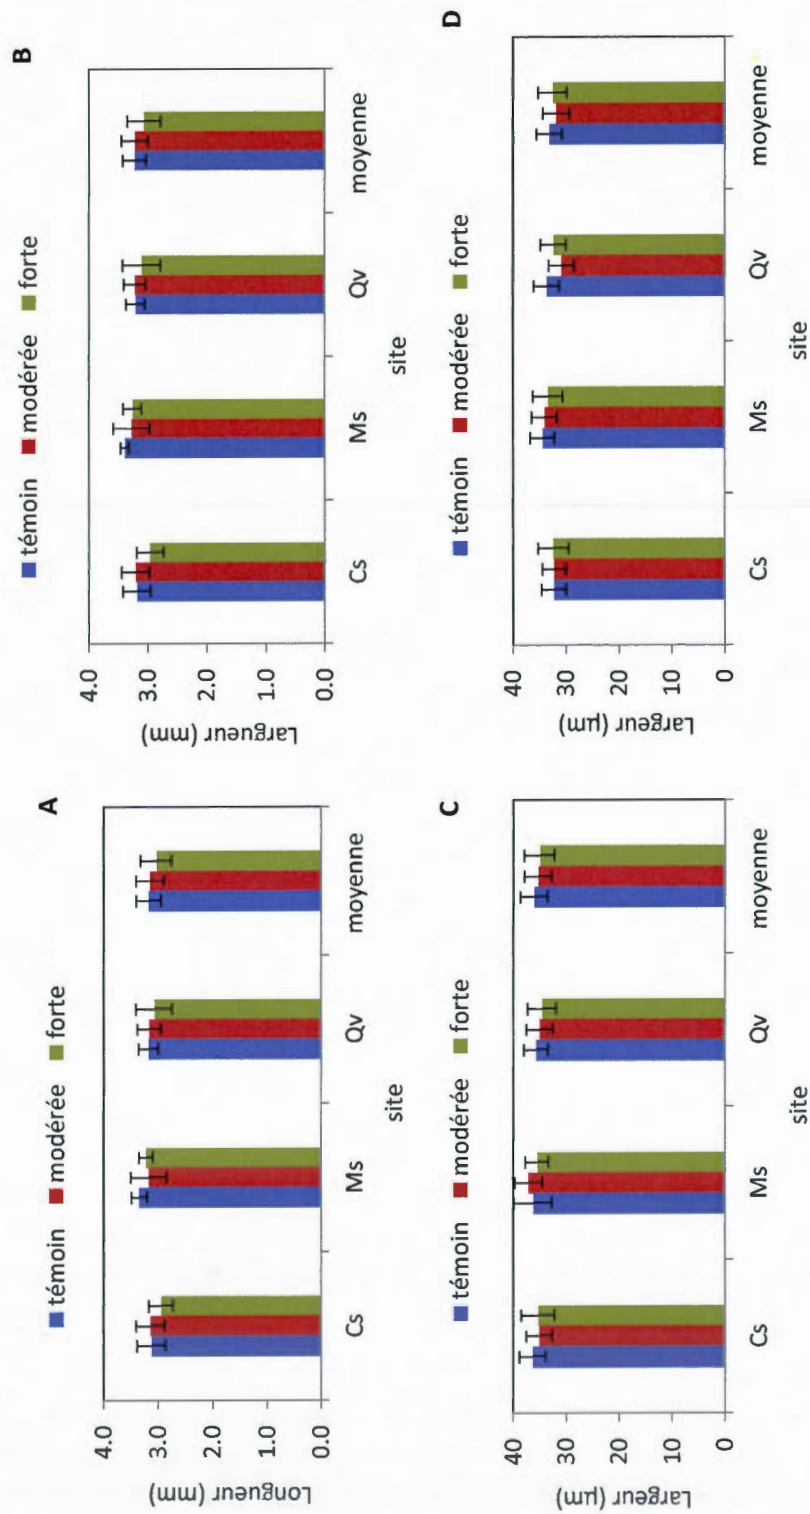 A
témoin modérée forte
Longueur (mm)
4.0
3.0
2.0
1.0
0.0
Cs Ms Qv moyenne
site
B
témoin modérée forte
Largueur (mm)
4.0
3.0
2.0
1.0
0.0
Cs Ms Qv moyenne
site
C
témoin modérée forte
Largeur (µm)
40
30
20
10
0
Cs Ms Qv moyenne
site
D
témoin modérée forte
Largeur (µm)
40
30
20
10
0
Cs Ms Qv moyenne
site